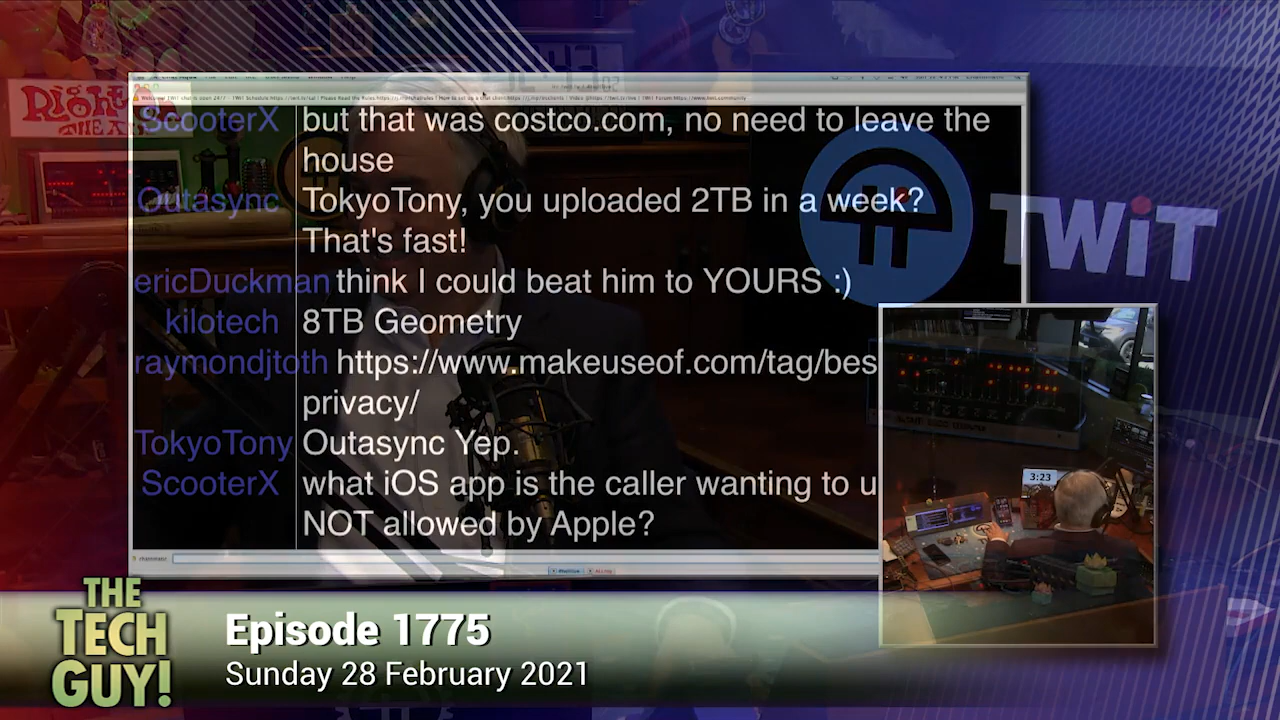 ScooterX but that was costco.com, no need to leave the
house
Outasync TokyoTony, you uploaded 2TB in a week?
That's fast!
ericDuckman think I could beat him to YOURS :)
kilotech 8TB Geometry
raymondjtoth https://www.makeuseof.com/tag/bes
privacy/
TokyoTony Outasync Yep.
ScooterX what iOS app is the caller wanting to u
NOT allowed by Apple?
TWiT
3:23
THE
TECH
GUY!
Episode 1775
Sunday 28 February 2021